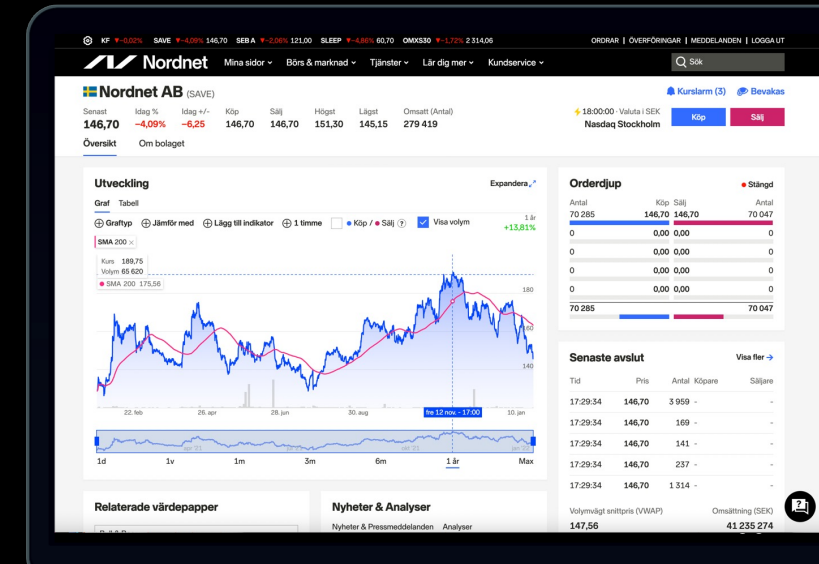 KF ▼-0,02% SAVE ▼-4,09% 146,70 SEB A ▼-2,06% 121,00 SLEEP ▼-4,86% 60,70 OMXS30 ▼-1,72% 2 314,06 ORDRAR | ÖVERFÖRINGAR | MEDDELANDEN | LOGGA UT
Nordnet Mina sidor Börs & marknad Tjänster Lär dig mer Kundservice Sök
Nordnet AB (SAVE) Kurslarm (3) Bevakas
Senast Idag % Idag +/- Köp Sälj Högst Lägst Omsatt (Antal) 18:00:00 · Valuta i SEK
146,70 -4,09% -6,25 146,70 146,70 151,30 145,15 279 419 Nasdaq Stockholm Köp Sälj
Översikt Om bolaget
Utveckling Expandera
Graf Tabell
Graftyp Jämför med Lägg till indikator 1 timme Köp / Sälj ? Visa volym 1 år
+13,81%
SMA 200 ×
Kurs 189,75
Volym 65 620
SMA 200 175,56
180
160
140
22. feb 26. apr 28. jun 30. aug fre 12 nov. - 17:00 10. jan
apr '21 okt '21
1d 1v 1m 3m 6m 1 år Max
Orderdjup Stängd
Antal Köp Sälj Antal
70 285 146,70 146,70 70 047
0 0,00 0,00 0
0 0,00 0,00 0
0 0,00 0,00 0
0 0,00 0,00 0
70 285 70 047
Senaste avslut Visa fler →
Tid Pris Antal Köpare Säljare
17:29:34 146,70 3 959 - -
17:29:34 146,70 169 - -
17:29:34 146,70 141 - -
17:29:34 146,70 237 - -
17:29:34 146,70 1 314 - -
Volymvägt snittpris (VWAP) Omsättning (SEK)
147,56 41 235 274
Relaterade värdepapper
Nyheter & Analyser
Nyheter & Pressmeddelanden Analyser